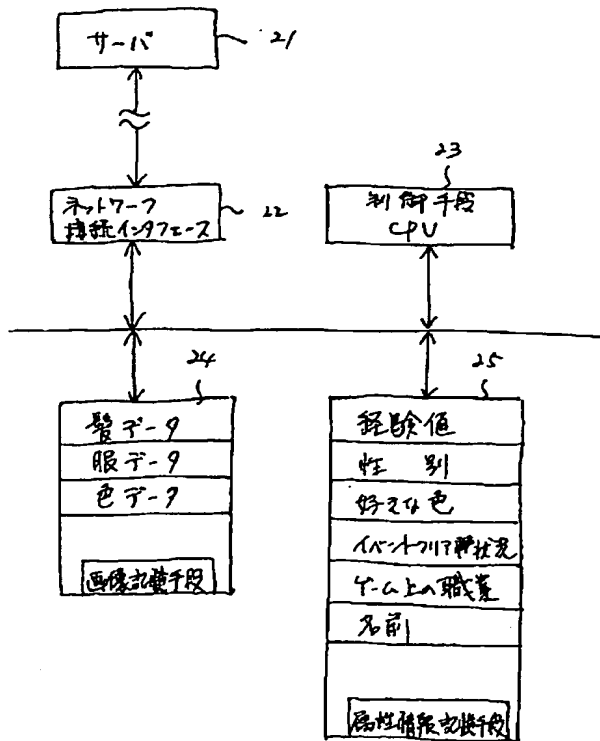 サーバ
21
ネットワーク
接続インタフェース
22
23
制御手段
CPU
24
髪データ
服データ
色データ
画像記憶手段
25
経験値
性別
好きな色
イベントクリア状況
ゲーム上の職業
名前
属性情報記憶手段